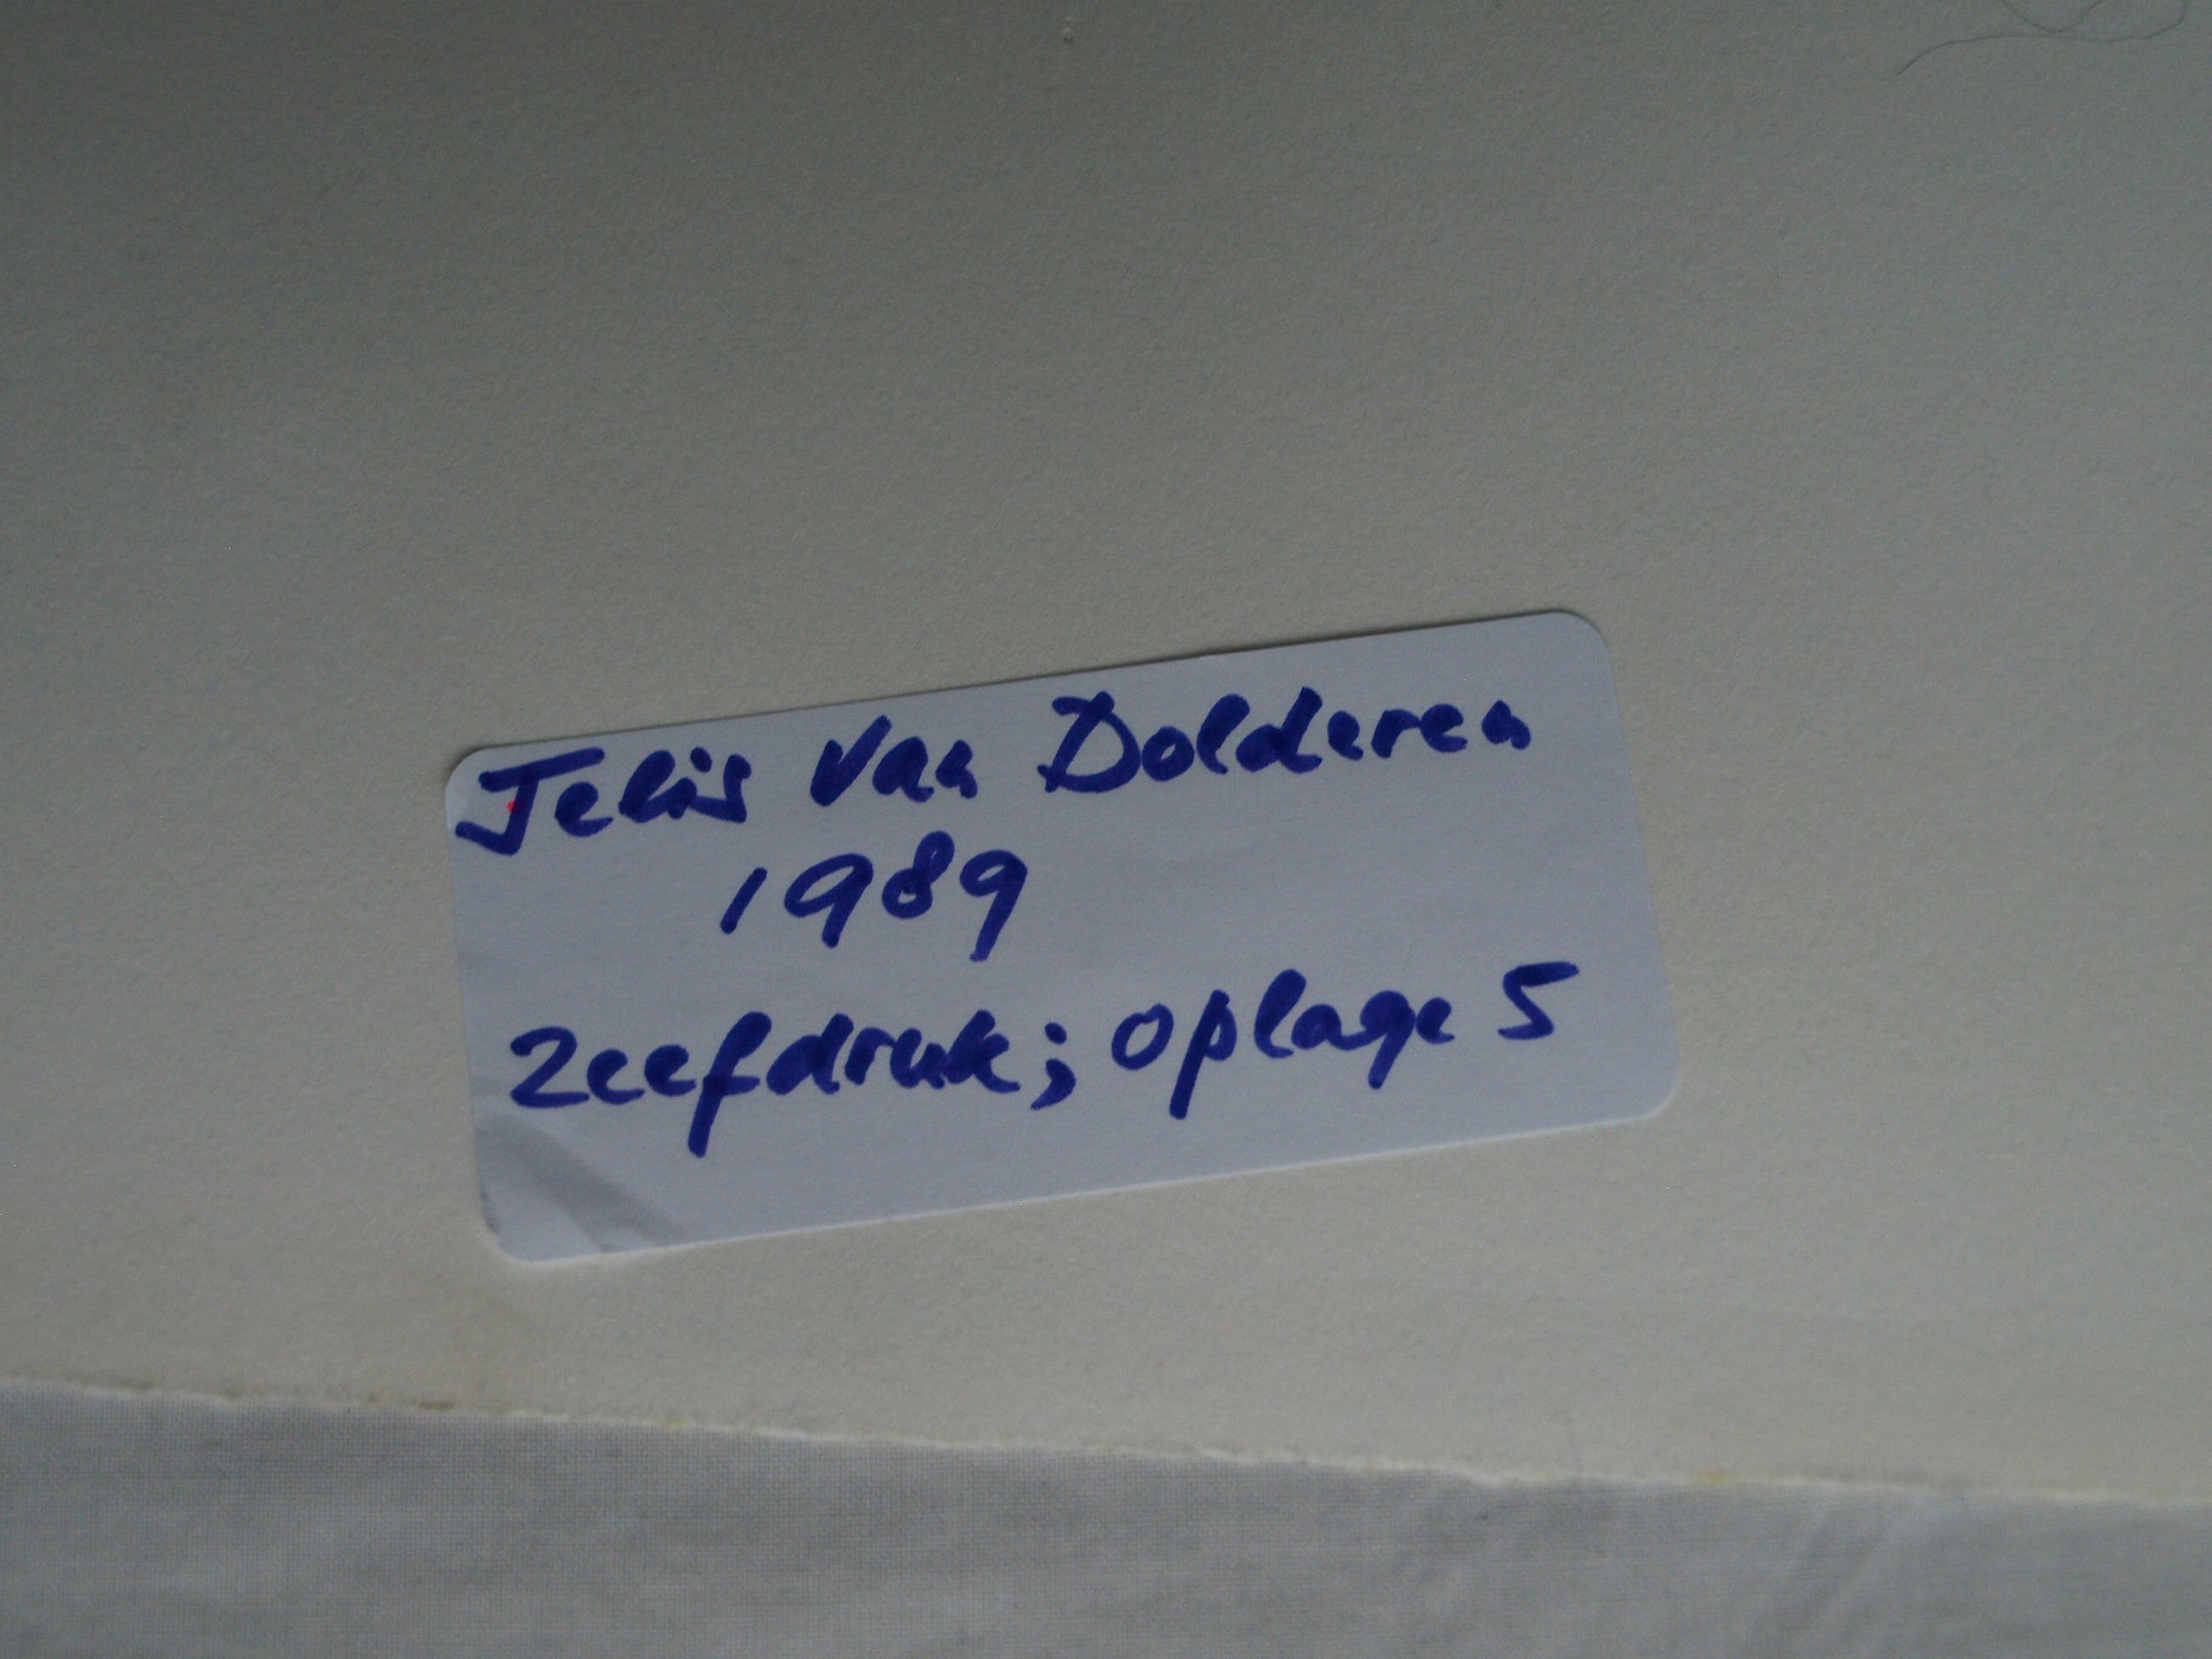 Jelis Van Dolderen
1989
Zeefdruk; oplage 5